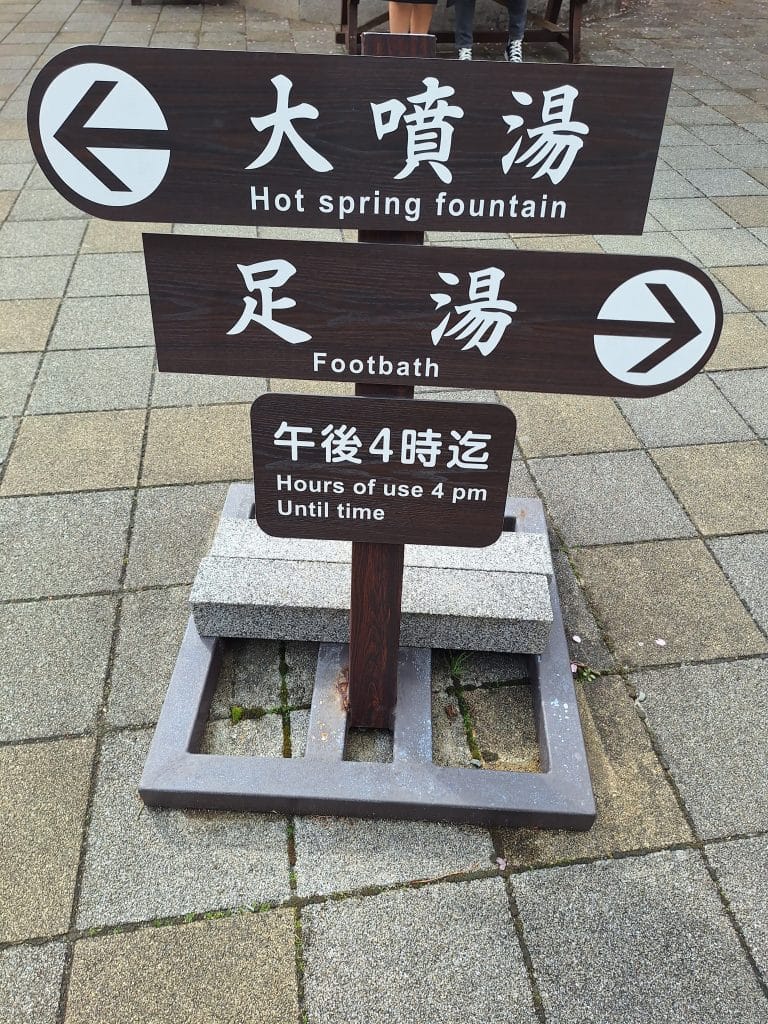 大噴湯
Hot spring fountain
足湯
Footbath
午後4時迄
Hours of use 4 pm
Until time